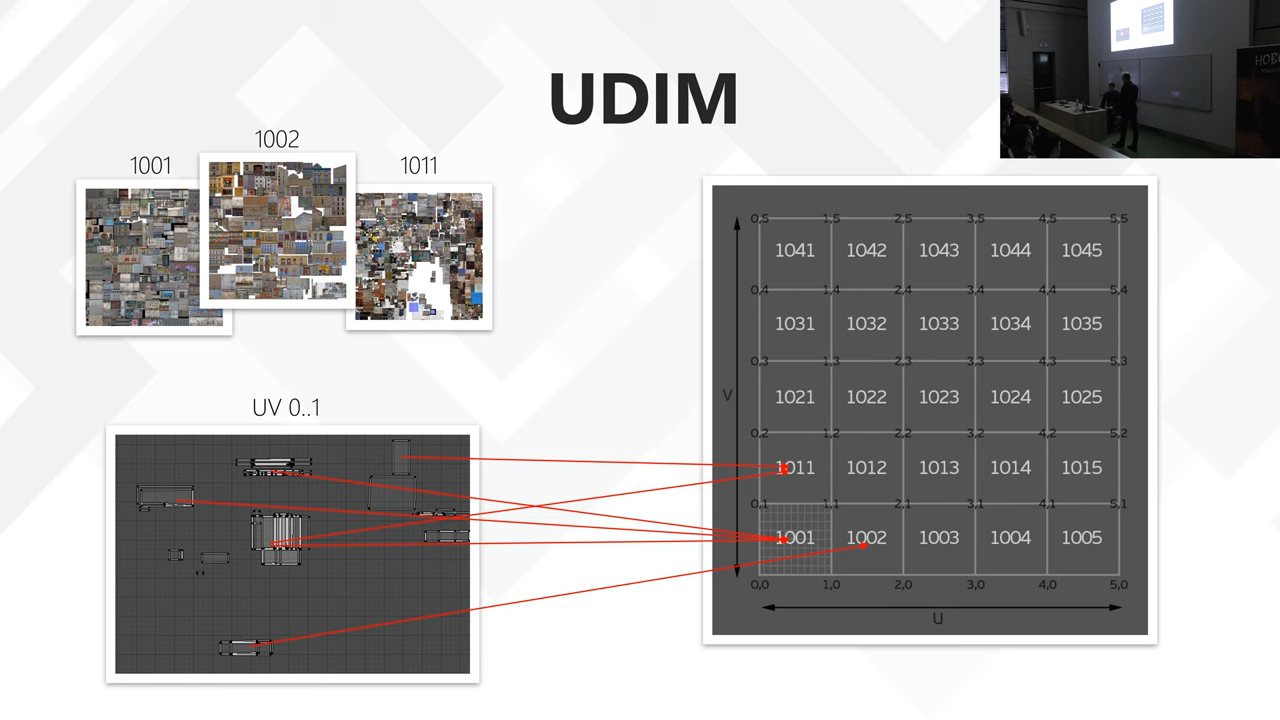 UDIM
1001
1002
1011
UV 0..1
0,5 1,5 2,5 3,5 4,5 5,5
1041 1042 1043 1044 1045
0,4 1,4 2,4 3,4 4,4 5,4
1031 1032 1033 1034 1035
0,3 1,3 2,3 3,3 4,3 5,3
V
1021 1022 1023 1024 1025
0,2 1,2 2,2 3,2 4,2 5,2
1011 1012 1013 1014 1015
0,1 1,1 2,1 3,1 4,1 5,1
1001 1002 1003 1004 1005
0,0 1,0 2,0 3,0 4,0 5,0
U